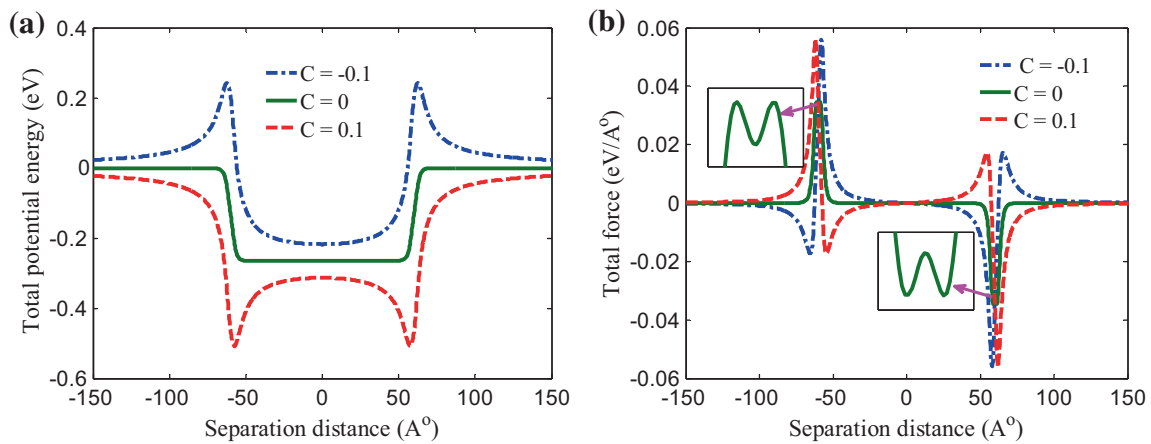 (a)
Total potential energy (eV)
0.4
0.2
0
-0.2
-0.4
-0.6
C = -0.1
C = 0
C = 0.1
-150
-100
-50
0
50
100
150
Separation distance (A°)
(b)
Total force (eV/A°)
0.06
0.04
0.02
0
-0.02
-0.04
-0.06
C = -0.1
C = 0
C = 0.1
-150
-100
-50
0
50
100
150
Separation distance (A°)